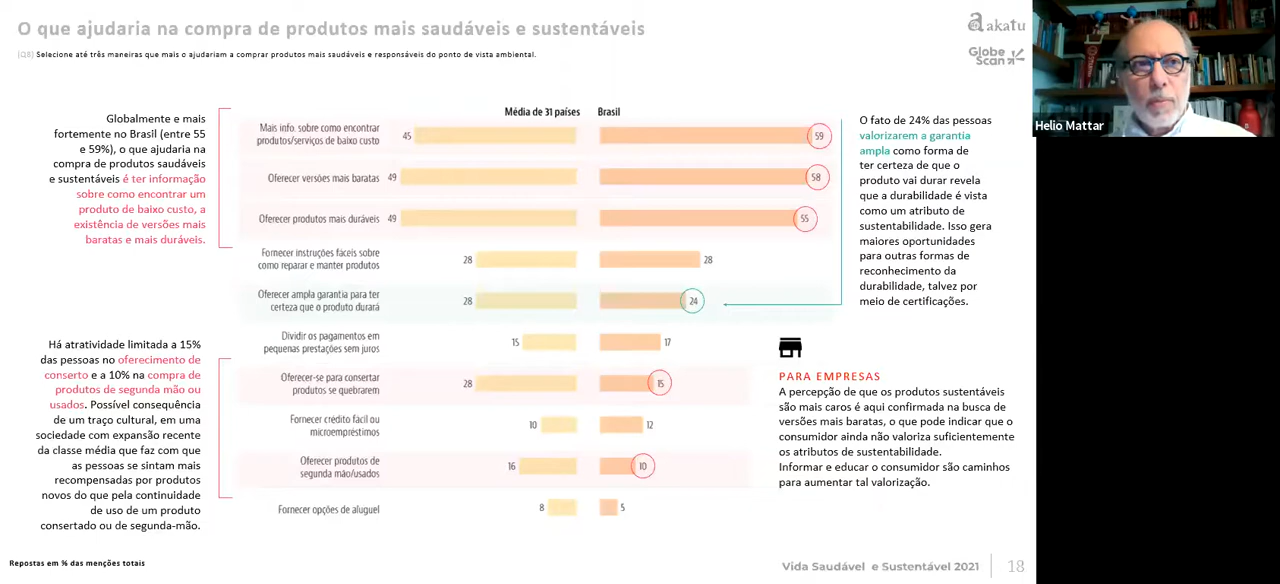 O que ajudaria na compra de produtos mais saudáveis e sustentáveis
(Q9) Selecione até três maneiras que mais o ajudariam a comprar produtos mais saudáveis e responsáveis do ponto de vista ambiental.
akatu
Globe
Scan
Helio Mattar
Globalmente e mais
fortemente no Brasil (entre 55
e 59%), o que ajudaria na
compra de produtos saudáveis
e sustentáveis é ter informação
sobre como encontrar um
produto de baixo custo, a
existência de versões mais
baratas e mais duráveis.
Há atratividade limitada a 15%
das pessoas no oferecimento de
conserto e a 10% na compra de
produtos de segunda mão ou
usados. Possível consequência
de um traço cultural, em uma
sociedade com expansão recente
da classe média que faz com que
as pessoas se sintam mais
recompensadas por produtos
novos do que pela continuidade
de uso de um produto
consertado ou de segunda-mão.
Média de 31 países Brasil
Mais info. sobre como encontrar
produtos/serviços de baixo custo 45 59
Oferecer versões mais baratas 49 58
Oferecer produtos mais duráveis 49 55
Fornecer instruções fáceis sobre
como reparar e manter produtos 28 28
Oferecer ampla garantia para ter
certeza que o produto durará 28 24
Dividir os pagamentos em
pequenas prestações sem juros 15 17
Oferecer-se para consertar
produtos se quebrarem 28 15
Fornecer crédito fácil ou
microempréstimos 10 12
Oferecer produtos de
segunda mão/usados 16 10
Fornecer opções de aluguel 8 5
O fato de 24% das pessoas
valorizarem a garantia
ampla como forma de
ter certeza de que o
produto vai durar revela
que a durabilidade é vista
como um atributo de
sustentabilidade. Isso gera
maiores oportunidades
para outras formas de
reconhecimento da
durabilidade, talvez por
meio de certificações.
PARA EMPRESAS
A percepção de que os produtos sustentáveis
são mais caros é aqui confirmada na busca de
versões mais baratas, o que pode indicar que o
consumidor ainda não valoriza suficientemente
os atributos de sustentabilidade.
Informar e educar o consumidor são caminhos
para aumentar tal valorização.
Repostas em % das menções totais
Vida Saudável e Sustentável 2021 18